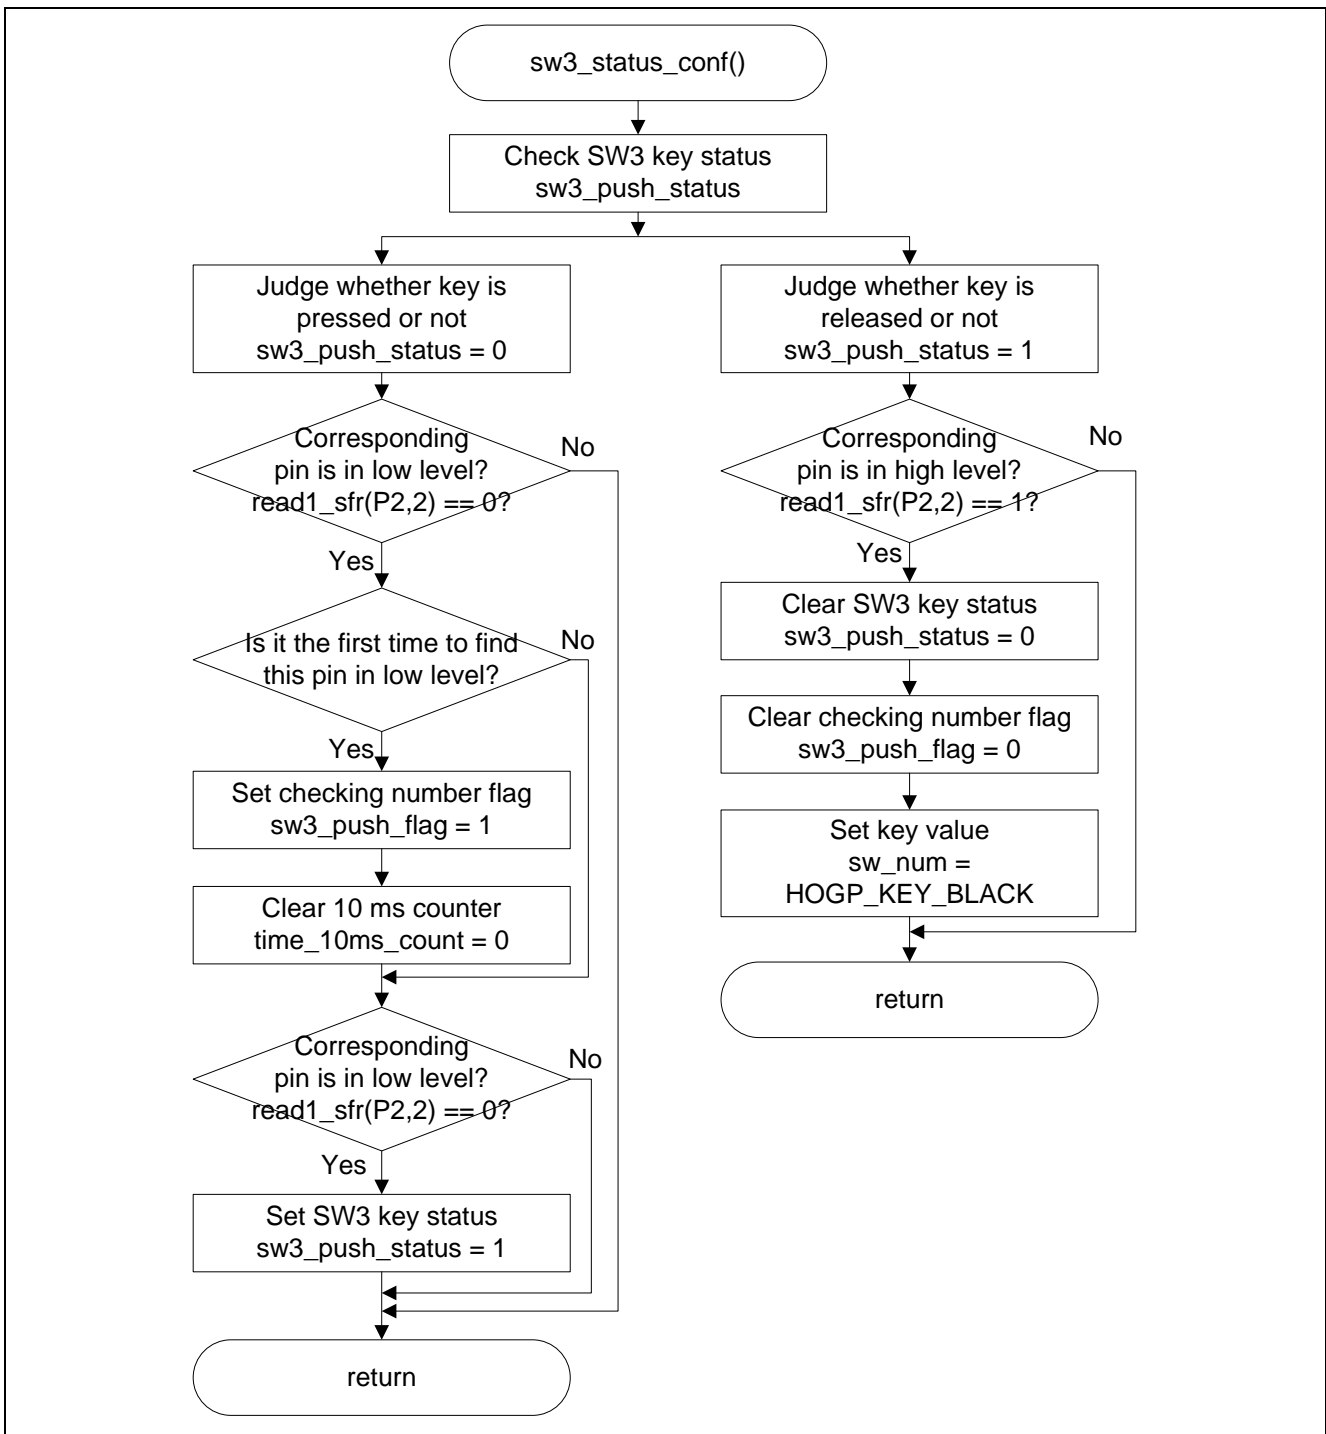 sw3_status_conf()
Check SW3 key status
sw3_push_status
Judge whether key is
pressed or not
sw3_push_status = 0
Corresponding
pin is in low level?
read1_sfr(P2,2) == 0?
No
Yes
Is it the first time to find
this pin in low level?
No
Yes
Set checking number flag
sw3_push_flag = 1
Clear 10 ms counter
time_10ms_count = 0
Corresponding
pin is in low level?
read1_sfr(P2,2) == 0?
No
Yes
Set SW3 key status
sw3_push_status = 1
return
Judge whether key is
released or not
sw3_push_status = 1
Corresponding
pin is in high level?
read1_sfr(P2,2) == 1?
No
Yes
Clear SW3 key status
sw3_push_status = 0
Clear checking number flag
sw3_push_flag = 0
Set key value
sw_num =
HOGP_KEY_BLACK
return